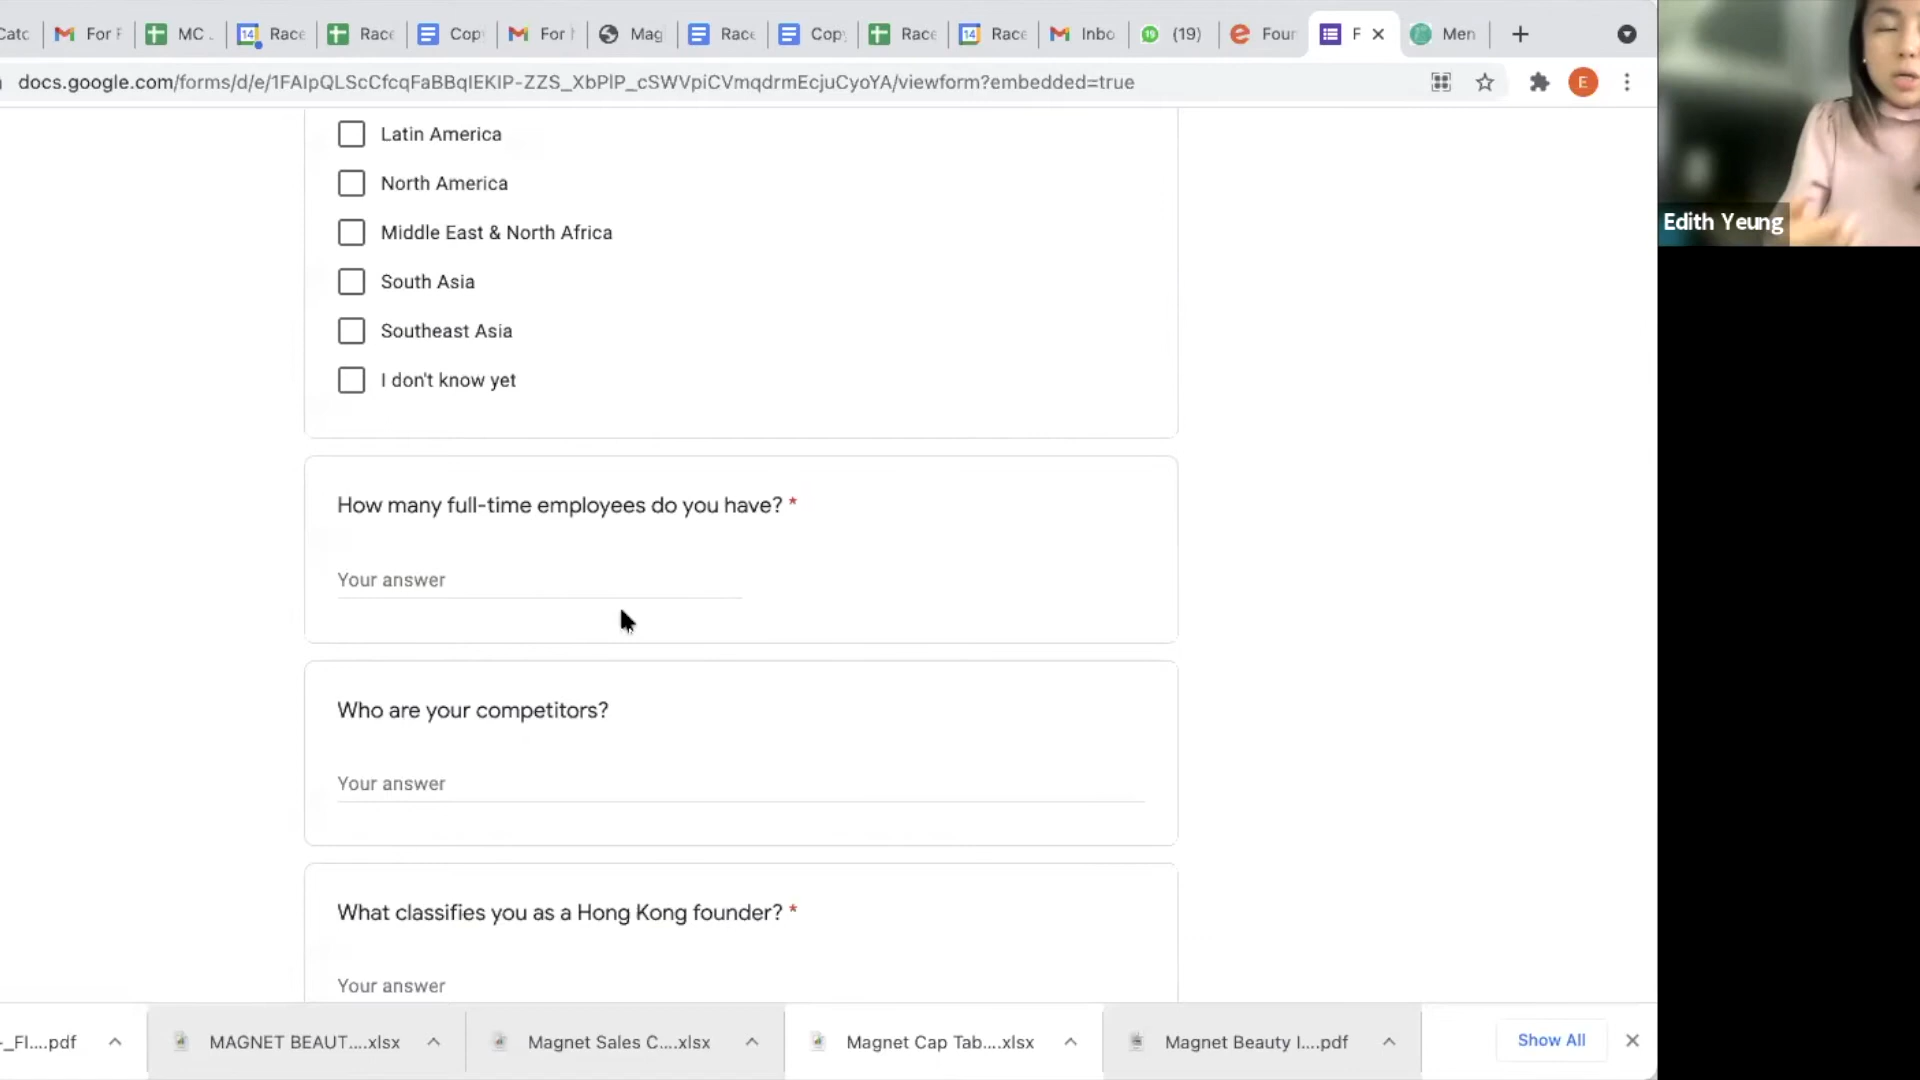 Catc
For F
MC .
Race
Race
Copy
For
Mag
Race
Copy
Race
Race
Inbo
(19)
Four
F
Men
docs.google.com/forms/d/e/1FAIpQLScCfcqFaBBqIEKIP-ZZS_XbPlP_cSWVpiCVmqdrmEcjuCyoYA/viewform?embedded=true
E
Edith Yeung
Latin America
North America
Middle East & North Africa
South Asia
Southeast Asia
I don't know yet
How many full-time employees do you have? *
Your answer
Who are your competitors?
Your answer
What classifies you as a Hong Kong founder? *
Your answer
-_FI....pdf
MAGNET BEAUT....xlsx
Magnet Sales C....xlsx
Magnet Cap Tab....xlsx
Magnet Beauty I....pdf
Show All